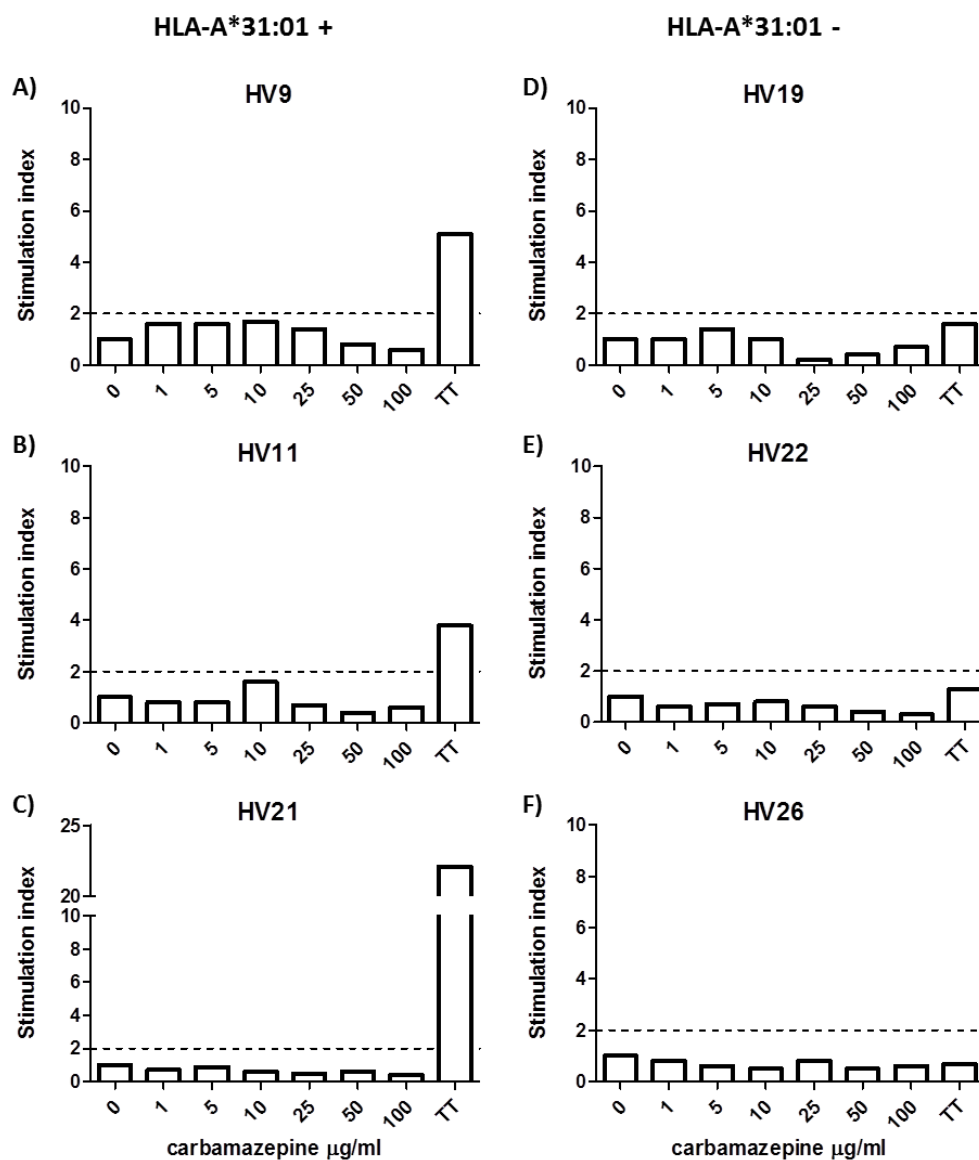 HLA-A*31:01 +
HLA-A*31:01 -
A)
HV9
Stimulation index
10
8
6
4
2
0
0 1 5 10 25 50 100 TT
D)
HV19
Stimulation index
10
8
6
4
2
0
0 1 5 10 25 50 100 TT
B)
HV11
Stimulation index
10
8
6
4
2
0
0 1 5 10 25 50 100 TT
E)
HV22
Stimulation index
10
8
6
4
2
0
0 1 5 10 25 50 100 TT
C)
HV21
Stimulation index
25
20
10
8
6
4
2
0
0 1 5 10 25 50 100 TT
carbamazepine μg/ml
F)
HV26
Stimulation index
10
8
6
4
2
0
0 1 5 10 25 50 100 TT
carbamazepine μg/ml